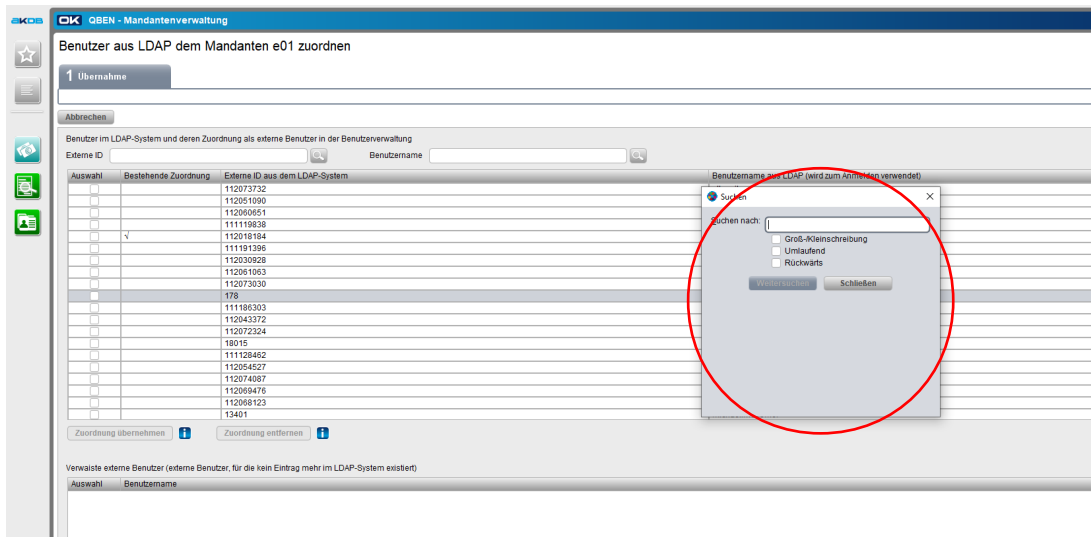 akdb OK QBEN - Mandantenverwaltung
Benutzer aus LDAP dem Mandanten e01 zuordnen
1 Übernahme
Abbrechen
Benutzer im LDAP-System und deren Zuordnung als externe Benutzer in der Benutzerverwaltung
Externe ID Benutzername
Auswahl Bestehende Zuordnung Externe ID aus dem LDAP-System Benutzername aus LDAP (wird zum Anmelden verwendet)
112073732
112051090
112060651
111119838
√ 112018184
111191396
112030928
112061063
112073030
178
111186303
112043372
112072324
18015
111128462
112054527
112074087
112069476
112068123
13401
Suchen
Suchen nach:
Groß-/Kleinschreibung
Umlaufend
Rückwärts
Weitersuchen Schließen
Zuordnung übernehmen i Zuordnung entfernen i
Verwaiste externe Benutzer (externe Benutzer, für die kein Eintrag mehr im LDAP-System existiert)
Auswahl Benutzername